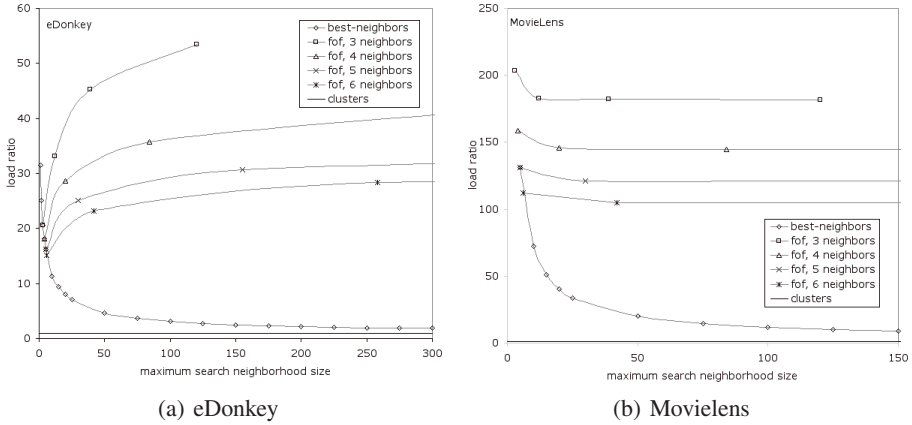 60
50
40
30
20
10
0
load ratio
eDonkey
best-neighbors
fof, 3 neighbors
fof, 4 neighbors
fof, 5 neighbors
fof, 6 neighbors
clusters
0 50 100 150 200 250 300
maximum search neighborhood size
(a) eDonkey
250
200
150
100
50
0
load ratio
MovieLens
best-neighbors
fof, 3 neighbors
fof, 4 neighbors
fof, 5 neighbors
fof, 6 neighbors
clusters
0 50 100 150
maximum search neighborhood size
(b) Movielens